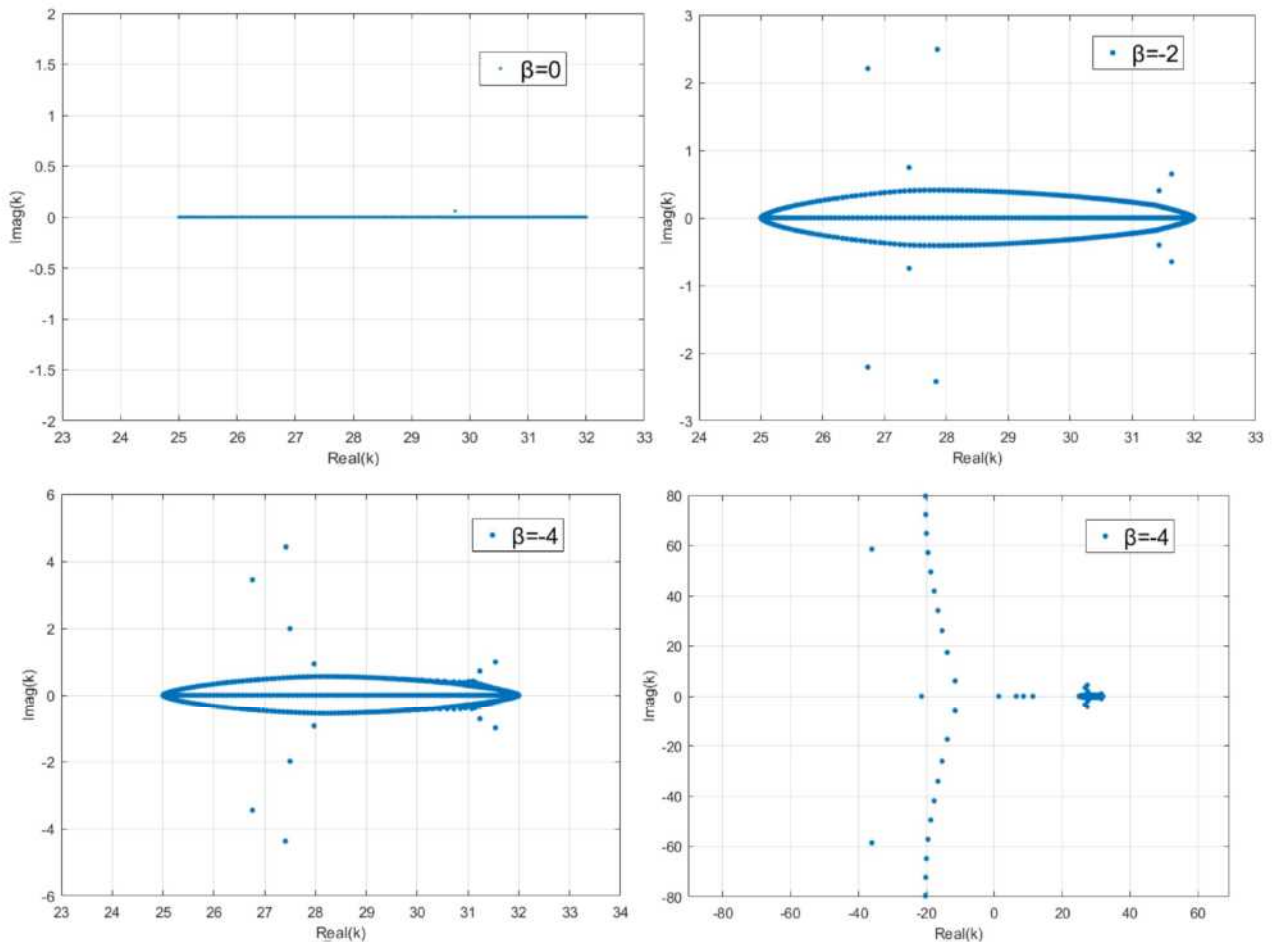 2
1.5
1
0.5
0
-0.5
-1
-1.5
-2
Imag(k)
β=0
23 24 25 26 27 28 29 30 31 32 33
Real(k)
3
2
1
0
-1
-2
-3
Imag(k)
β=-2
24 25 26 27 28 29 30 31 32 33
Real(k)
6
4
2
0
-2
-4
-6
Imag(k)
β=-4
23 24 25 26 27 28 29 30 31 32 33 34
Real(k)
80
60
40
20
0
-20
-40
-60
-80
Imag(k)
β=-4
-80 -60 -40 -20 0 20 40 60
Real(k)